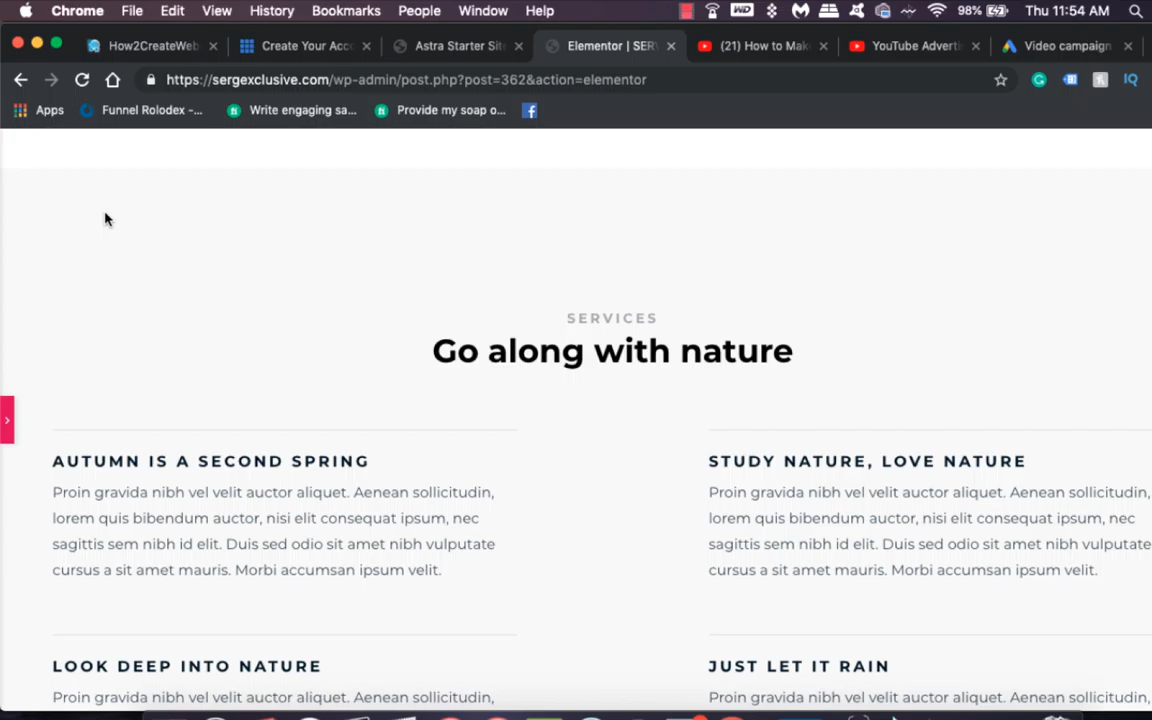 Chrome File Edit View History Bookmarks People Window Help WD 98% Thu 11:54 AM
How2CreateWeb Create Your Acc Astra Starter Sit Elementor | SER (21) How to Mak YouTube Adverti Video campaign
https://sergexclusive.com/wp-admin/post.php?post=362&action=elementor IQ
Apps Funnel Rolodex -... Write engaging sa... Provide my soap o...
SERVICES
Go along with nature
AUTUMN IS A SECOND SPRING
Proin gravida nibh vel velit auctor aliquet. Aenean sollicitudin,
lorem quis bibendum auctor, nisi elit consequat ipsum, nec
sagittis sem nibh id elit. Duis sed odio sit amet nibh vulputate
cursus a sit amet mauris. Morbi accumsan ipsum velit.
STUDY NATURE, LOVE NATURE
Proin gravida nibh vel velit auctor aliquet. Aenean sollicitudin,
lorem quis bibendum auctor, nisi elit consequat ipsum, nec
sagittis sem nibh id elit. Duis sed odio sit amet nibh vulputate
cursus a sit amet mauris. Morbi accumsan ipsum velit.
LOOK DEEP INTO NATURE
Proin gravida nibh vel velit auctor aliquet. Aenean sollicitudin,
JUST LET IT RAIN
Proin gravida nibh vel velit auctor aliquet. Aenean sollicitudin,